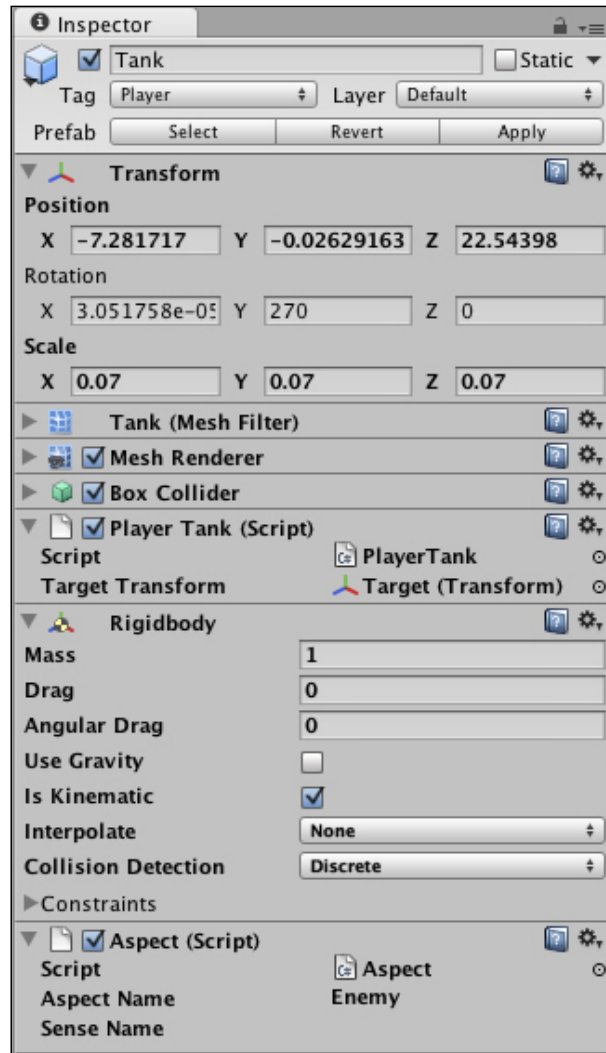 Inspector
Tank Static
Tag Player Layer Default
Prefab Select Revert Apply
Transform
Position
X -7.281717 Y -0.02629163 Z 22.54398
Rotation
X 3.051758e-05 Y 270 Z 0
Scale
X 0.07 Y 0.07 Z 0.07
Tank (Mesh Filter)
Mesh Renderer
Box Collider
Player Tank (Script)
Script C# PlayerTank
Target Transform Target (Transform)
Rigidbody
Mass 1
Drag 0
Angular Drag 0
Use Gravity
Is Kinematic
Interpolate None
Collision Detection Discrete
Constraints
Aspect (Script)
Script C# Aspect
Aspect Name Enemy
Sense Name